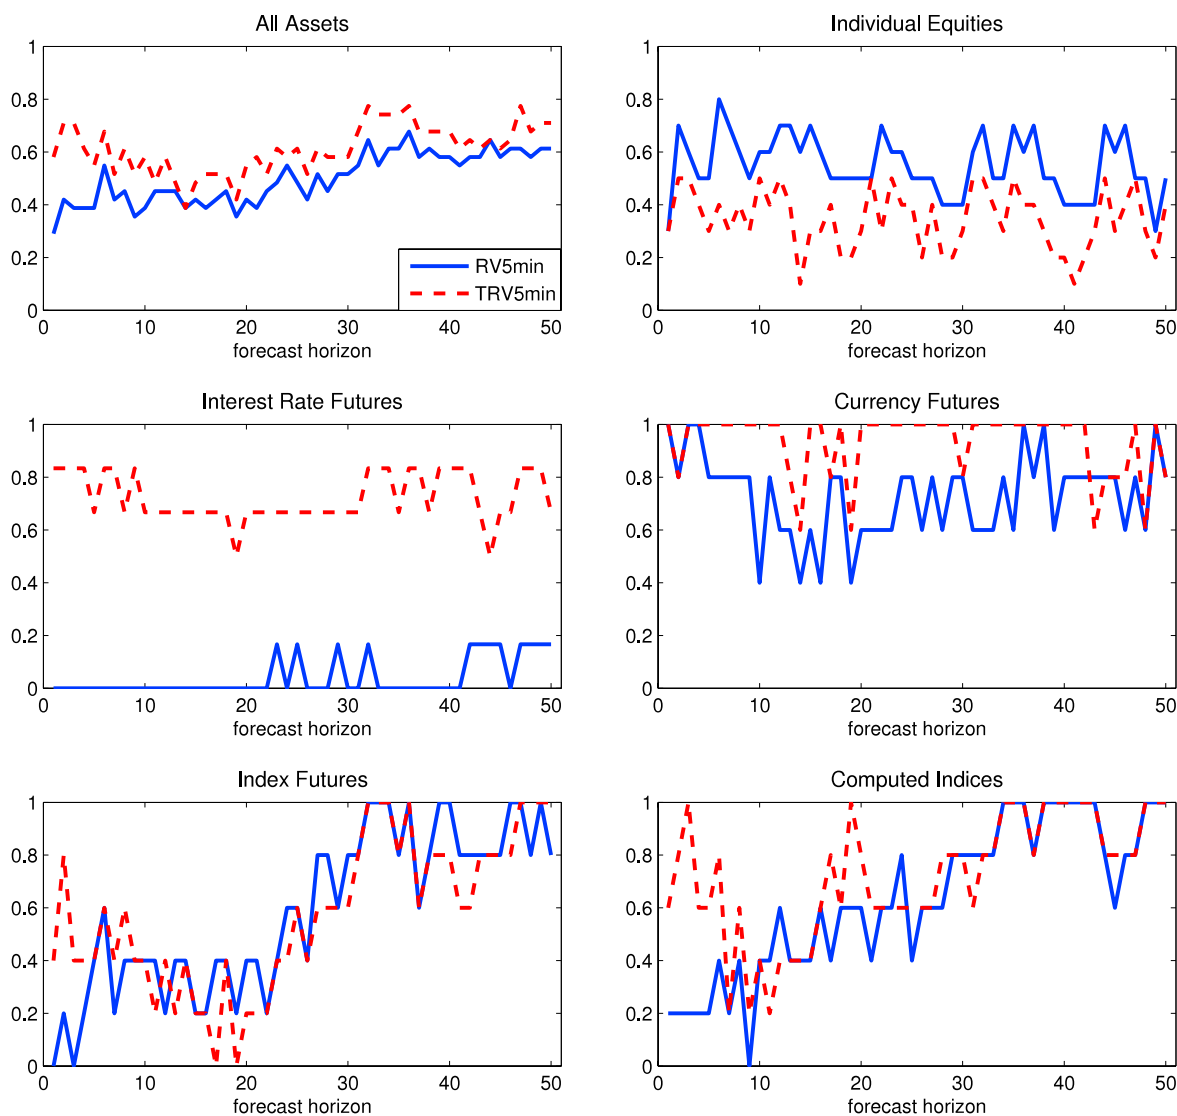 All Assets
1
0.8
0.6
0.4
0.2
0
0 10 20 30 40 50
forecast horizon
RV5min
TRV5min
Individual Equities
1
0.8
0.6
0.4
0.2
0
0 10 20 30 40 50
forecast horizon
Interest Rate Futures
1
0.8
0.6
0.4
0.2
0
0 10 20 30 40 50
forecast horizon
Currency Futures
1
0.8
0.6
0.4
0.2
0
0 10 20 30 40 50
forecast horizon
Index Futures
1
0.8
0.6
0.4
0.2
0
0 10 20 30 40 50
forecast horizon
Computed Indices
1
0.8
0.6
0.4
0.2
0
0 10 20 30 40 50
forecast horizon